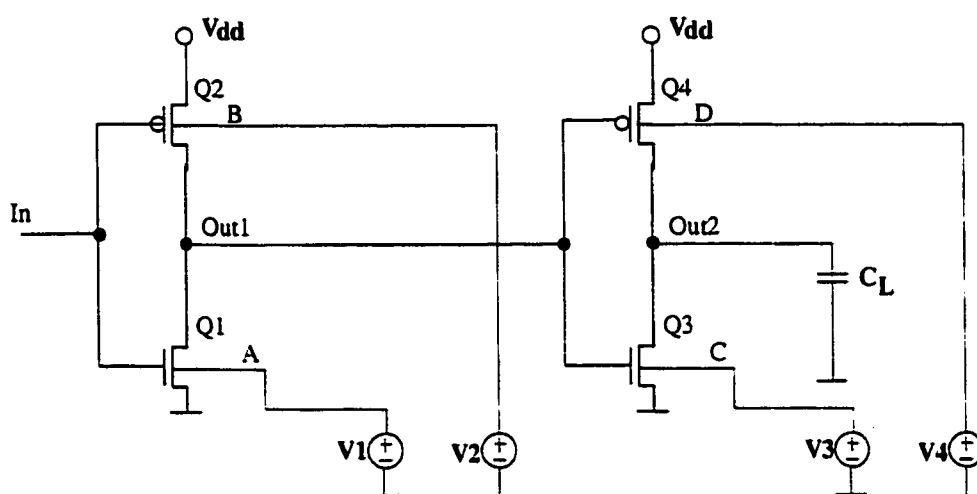 Vdd
Vdd
Q2
Q4
B
D
In
Out1
Out2
CL
Q1
Q3
A
C
V1
+
−
V2
+
−
V3
+
−
V4
+
−